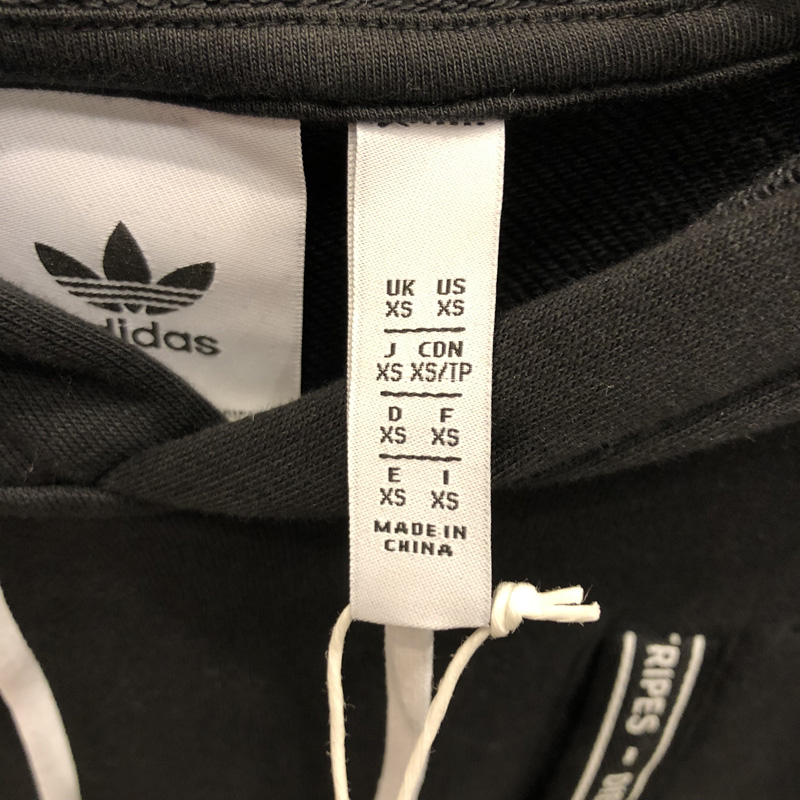 adidas
UK US
XS XS
J CDN
XS XS/TP
D F
XS XS
E I
XS XS
MADE IN
CHINA
"RIPES -